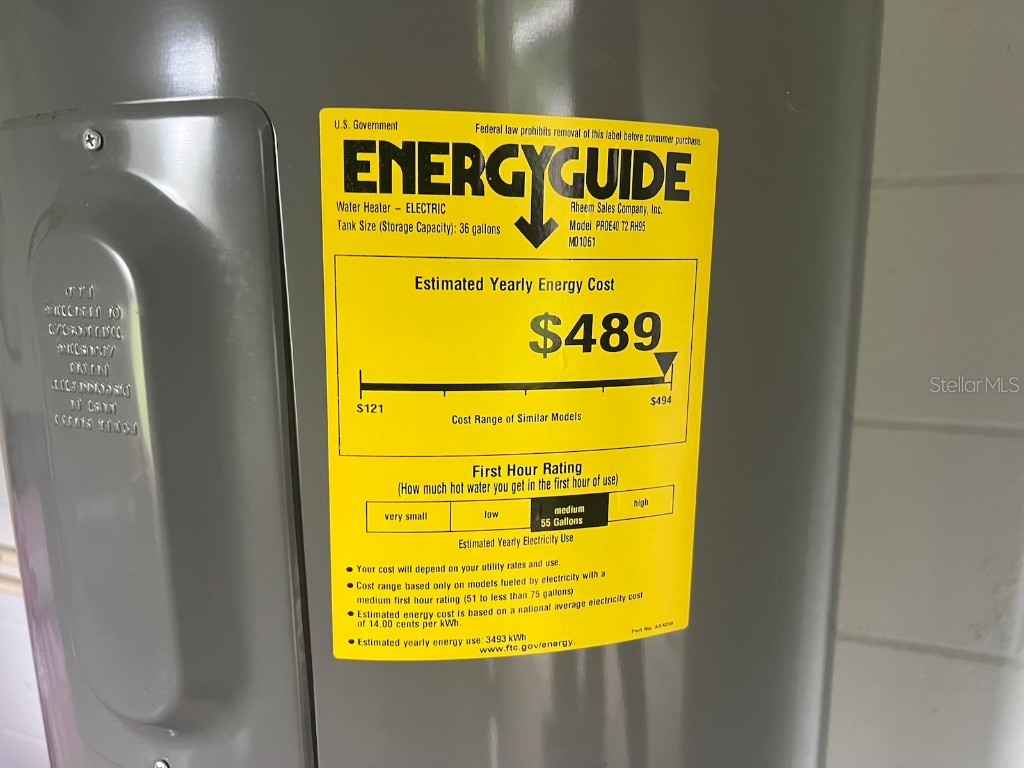 U.S. Government
Federal law prohibits removal of this label before consumer purchase.
ENERGYGUIDE
Water Heater – ELECTRIC
Tank Size (Storage Capacity): 36 gallons
Rheem Sales Company, Inc.
Model PROE40 T2 RH95
M01061
Estimated Yearly Energy Cost
$489
$121
$494
Cost Range of Similar Models
First Hour Rating
(How much hot water you get in the first hour of use)
very small
low
medium
55 Gallons
high
Estimated Yearly Electricity Use
● Your cost will depend on your utility rates and use.
● Cost range based only on models fueled by electricity with a
medium first hour rating (51 to less than 75 gallons)
● Estimated energy cost is based on a national average electricity cost
of 14.00 cents per kWh.
● Estimated yearly energy use: 3493 kWh
www.ftc.gov/energy.
Part No.
StellarMLS